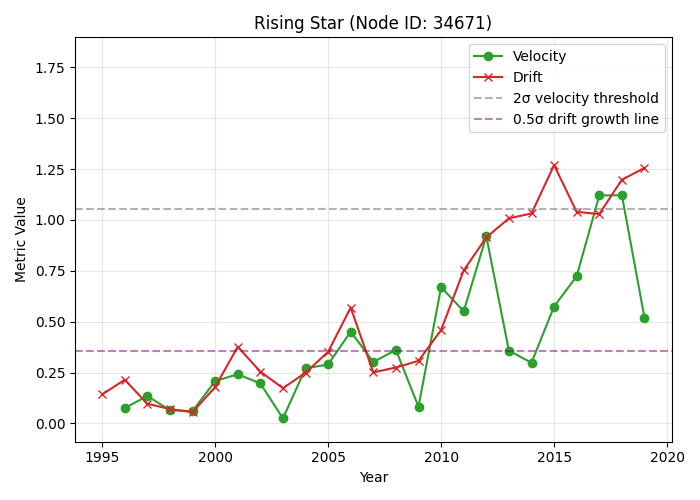 Rising Star (Node ID: 34671)
Velocity
Drift
2σ velocity threshold
0.5σ drift growth line
Metric Value
1.75
1.50
1.25
1.00
0.75
0.50
0.25
0.00
1995 2000 2005 2010 2015 2020
Year